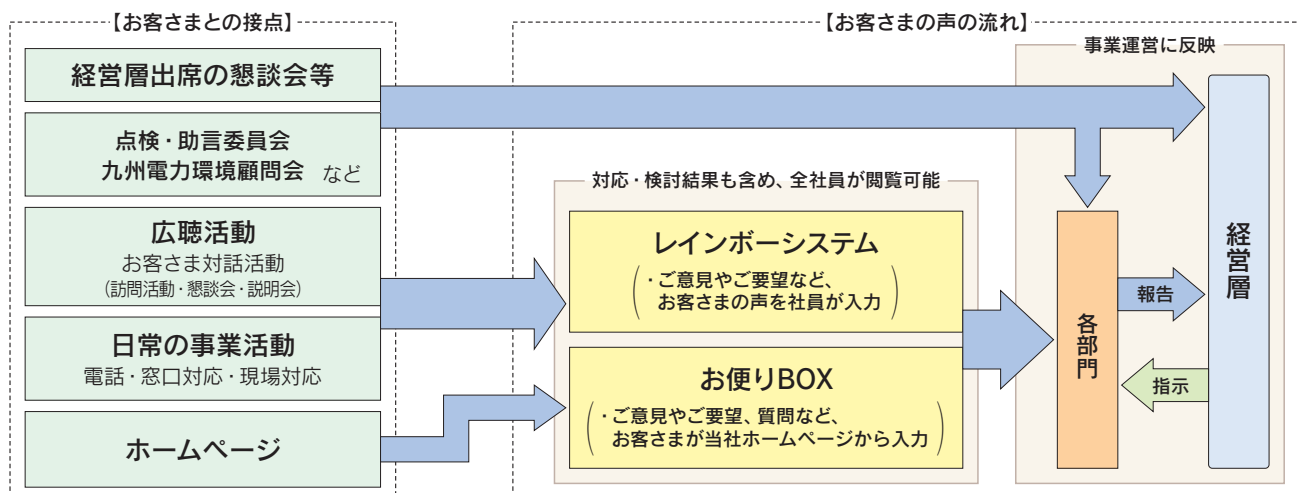 【お客さまとの接点】
経営層出席の懇談会等
点検・助言委員会
九州電力環境顧問会 など
広聴活動
お客さま対話活動
（訪問活動・懇談会・説明会）
日常の事業活動
電話・窓口対応・現場対応
ホームページ
【お客さまの声の流れ】
対応・検討結果も含め、全社員が閲覧可能
レインボーシステム
（・ご意見やご要望など、
お客さまの声を社員が入力）
お便りBOX
（・ご意見やご要望、質問など、
お客さまが当社ホームページから入力）
事業運営に反映
各部門
報告
指示
経営層